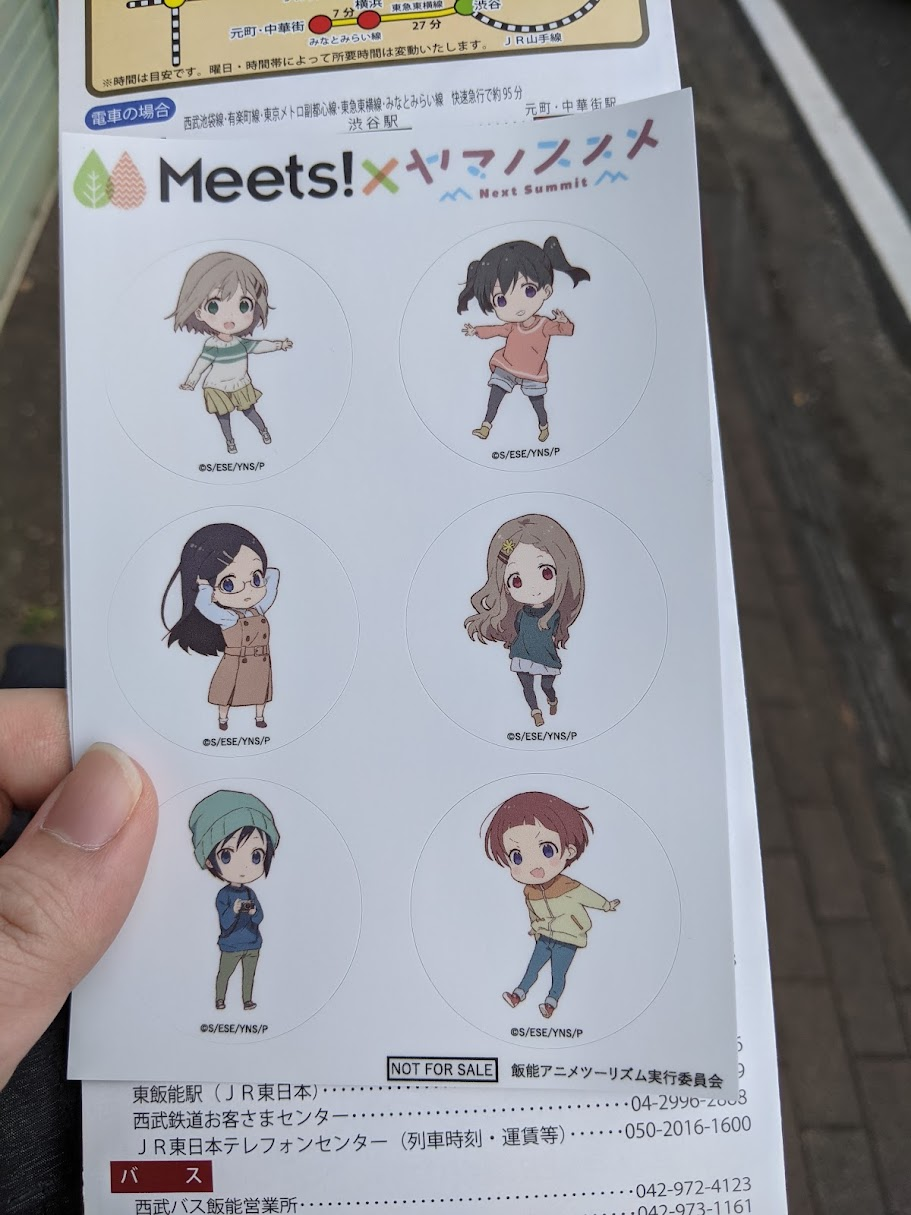 7分
横浜
東急東横線
渋谷
元町・中華街
みなとみらい線
27分
JR山手線
※時間は目安です。曜日・時間帯によって所要時間は変動いたします。
電車の場合
西武池袋線・有楽町線・東京メトロ副都心線・東急東横線・みなとみらい線 快速急行で約95分
渋谷駅
元町・中華街駅
Meets!×ヤマノススメ
Next Summit
©S/ESE/YNS/P
©S/ESE/YNS/P
©S/ESE/YNS/P
©S/ESE/YNS/P
©S/ESE/YNS/P
©S/ESE/YNS/P
NOT FOR SALE 飯能アニメツーリズム実行委員会
東飯能駅(JR東日本)
04-2996-2888
西武鉄道お客さまセンター
JR東日本テレフォンセンター(列車時刻・運賃等)……050-2016-1600
バス
西武バス飯能営業所
042-972-4123
042-973-1161